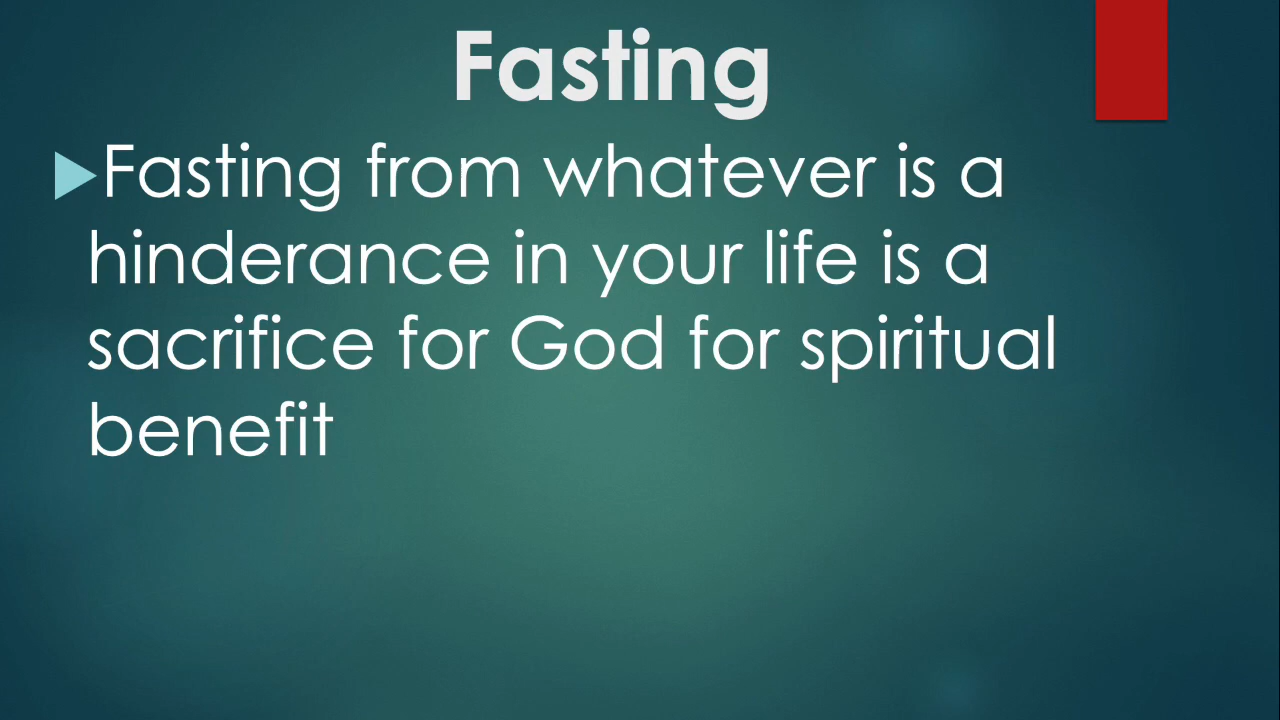 Fasting
Fasting from whatever is a
hinderance in your life is a
sacrifice for God for spiritual
benefit